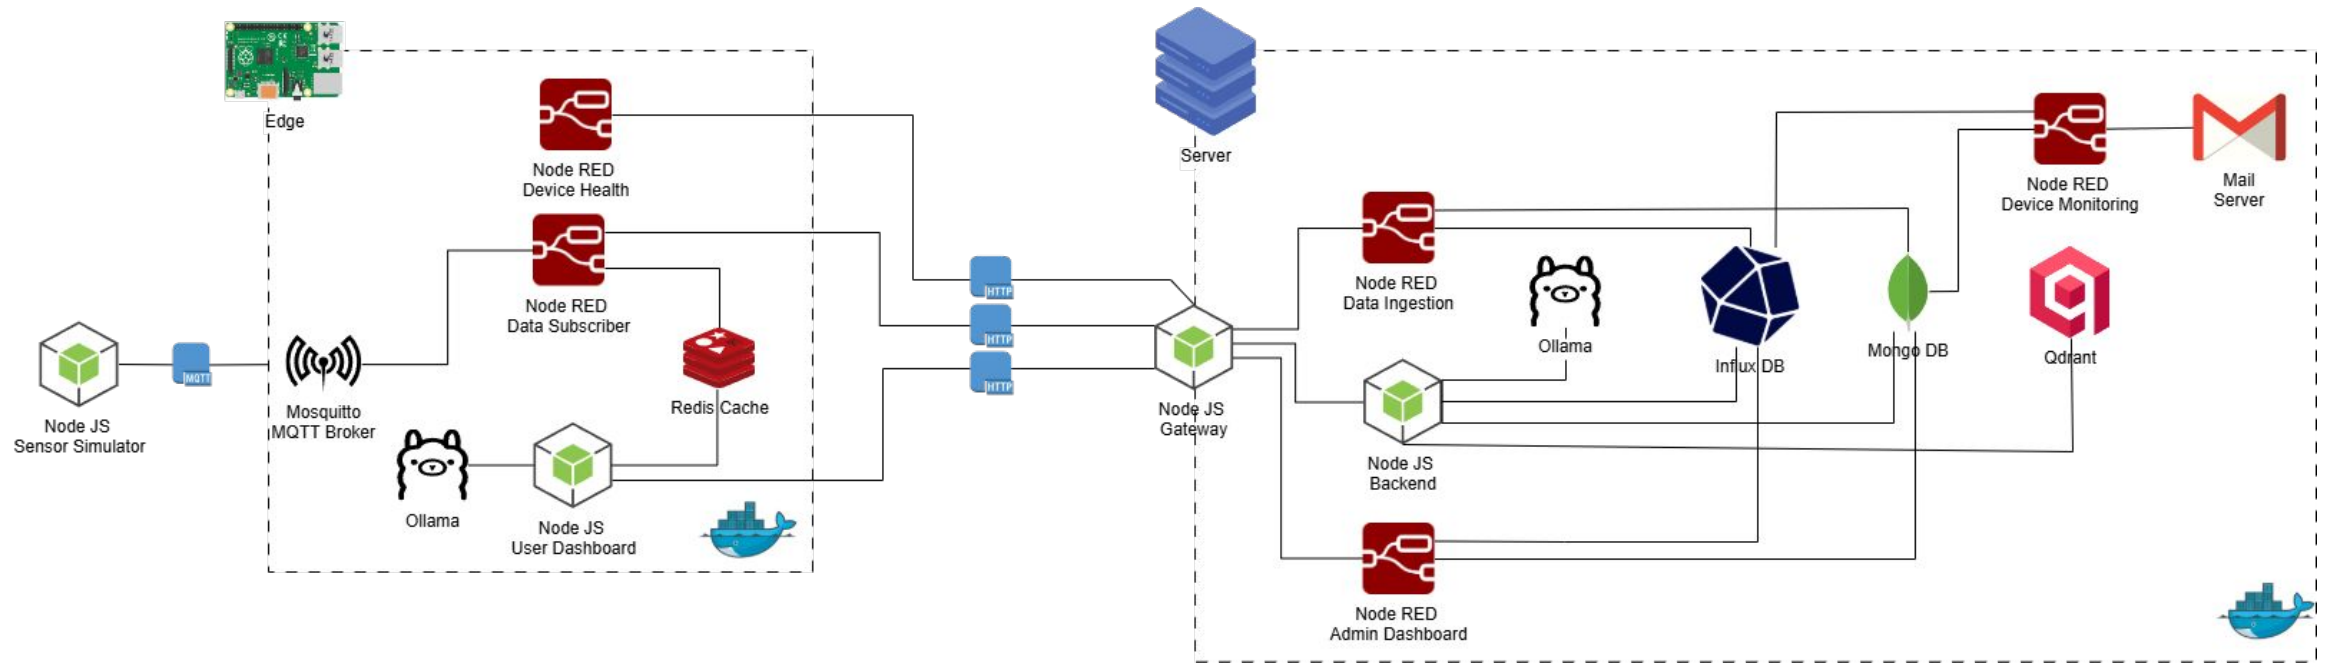 Edge
Node RED
Device Health
Node RED
Data Subscriber
Redis Cache
Node JS
Sensor Simulator
MQTT
Mosquitto
MQTT Broker
Ollama
Node JS
User Dashboard
HTTP
HTTP
HTTP
Server
Node JS
Gateway
Node RED
Data Ingestion
Ollama
Node JS
Backend
Node RED
Admin Dashboard
Influx DB
Mongo DB
Qdrant
Node RED
Device Monitoring
Mail
Server